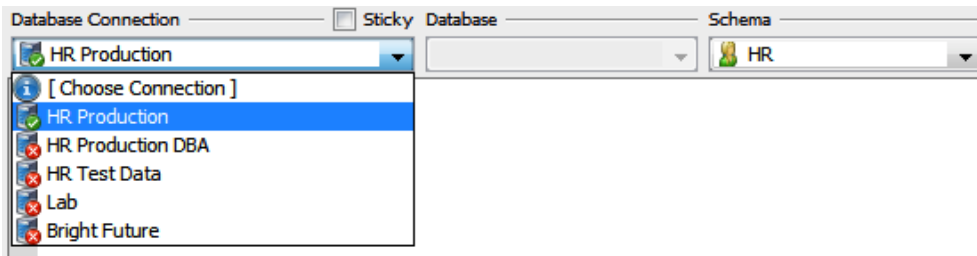 Database Connection Sticky Database Schema
HR Production HR
[ Choose Connection ]
HR Production
HR Production DBA
HR Test Data
Lab
Bright Future